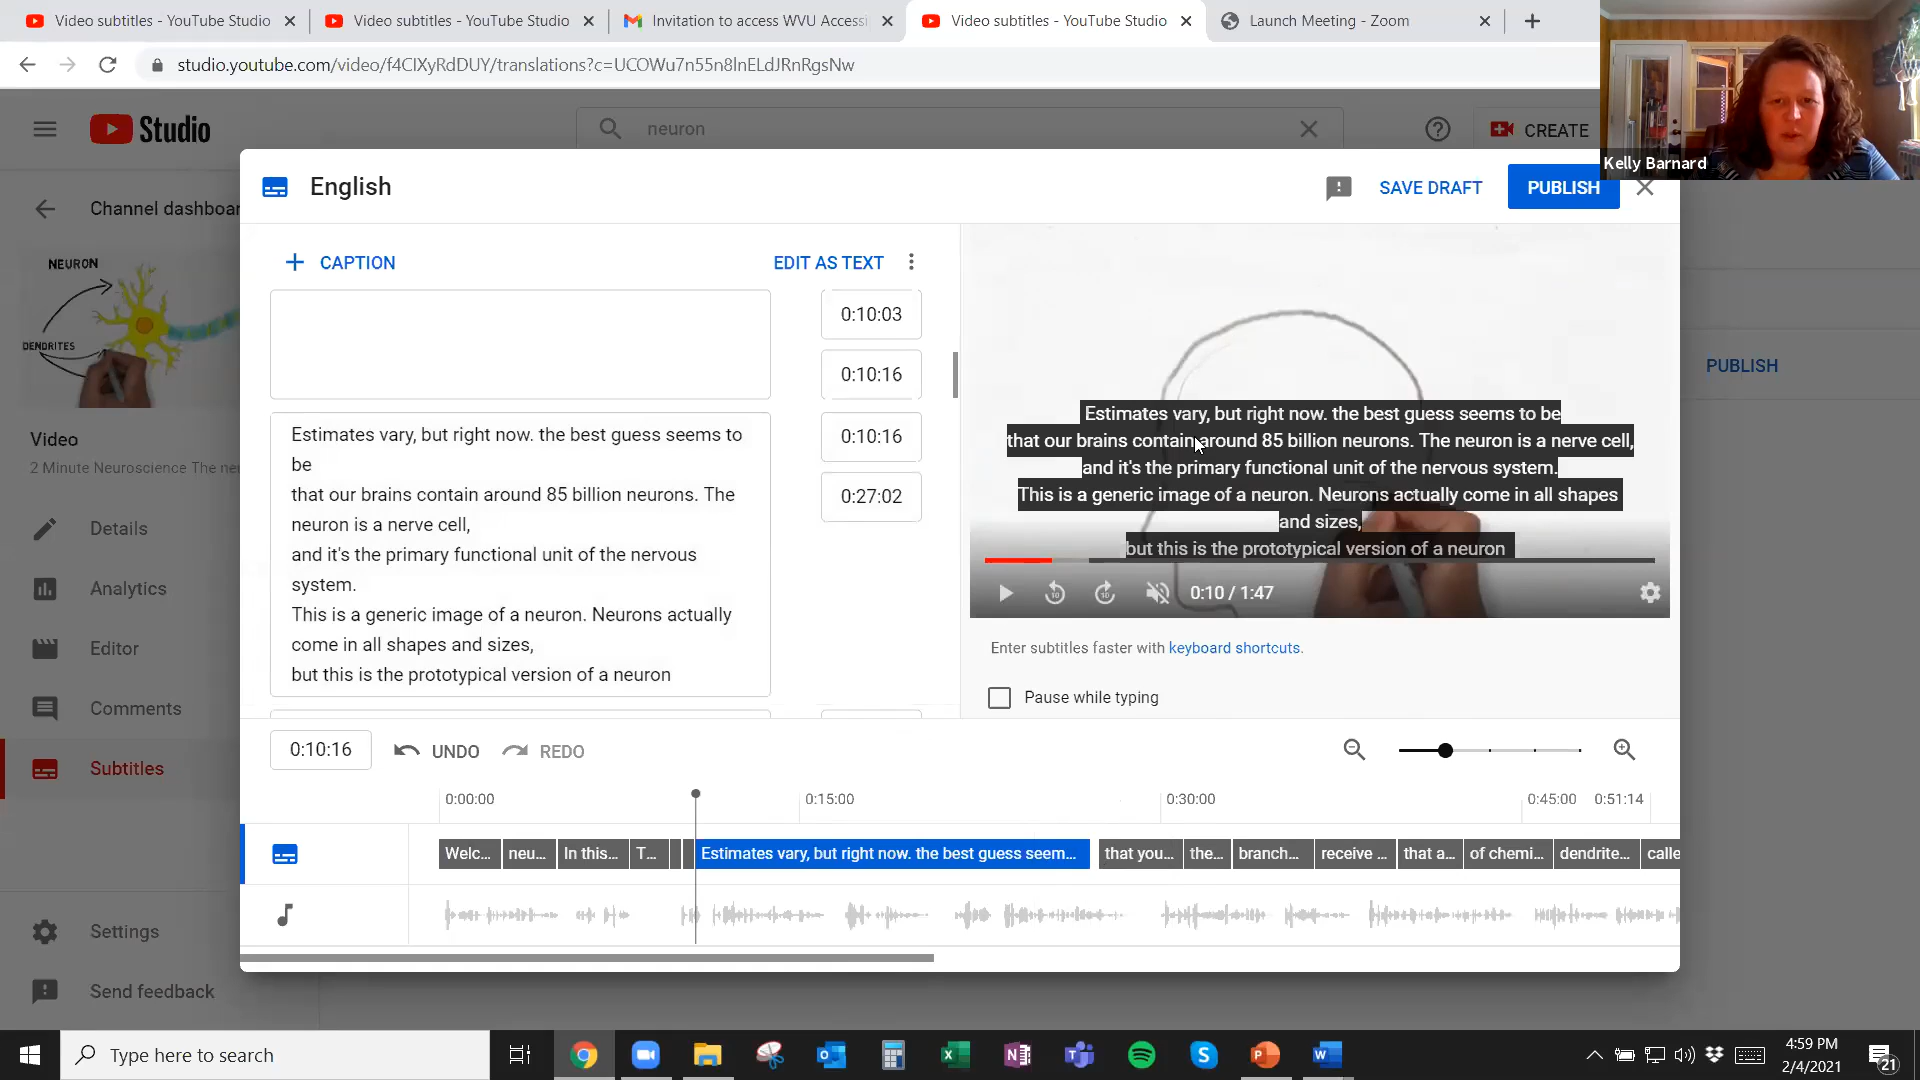 Video subtitles - YouTube Studio
Video subtitles - YouTube Studio
Invitation to access WVU Accessi
Video subtitles - YouTube Studio
Launch Meeting - Zoom
studio.youtube.com/video/f4ClXyRdDUY/translations?c=UCOWu7n55n8lnELdJRnRgsNw
Studio
neuron
CREATE
Kelly Barnard
Channel dashboar
English
SAVE DRAFT
PUBLISH
NEURON
DENDRITES
CAPTION
EDIT AS TEXT
0:10:03
0:10:16
Estimates vary, but right now. the best guess seems to
be
that our brains contain around 85 billion neurons. The
neuron is a nerve cell,
and it's the primary functional unit of the nervous
system.
This is a generic image of a neuron. Neurons actually
come in all shapes and sizes,
but this is the prototypical version of a neuron
0:10:16
0:27:02
Estimates vary, but right now. the best guess seems to be
that our brains contain around 85 billion neurons. The neuron is a nerve cell,
and it's the primary functional unit of the nervous system.
This is a generic image of a neuron. Neurons actually come in all shapes
and sizes,
but this is the prototypical version of a neuron
10
10
0:10 / 1:47
Enter subtitles faster with keyboard shortcuts.
Pause while typing
PUBLISH
Video
2 Minute Neuroscience The neu
Details
Analytics
Editor
Comments
Subtitles
Settings
Send feedback
0:10:16
UNDO
REDO
0:00:00
0:15:00
0:30:00
0:45:00
0:51:14
Welc...
neu...
In this...
T...
Estimates vary, but right now. the best guess seem...
that you...
the...
branch...
receive ...
that a...
of chemi...
dendrite...
calle
Type here to search
4:59 PM
2/4/2021
21